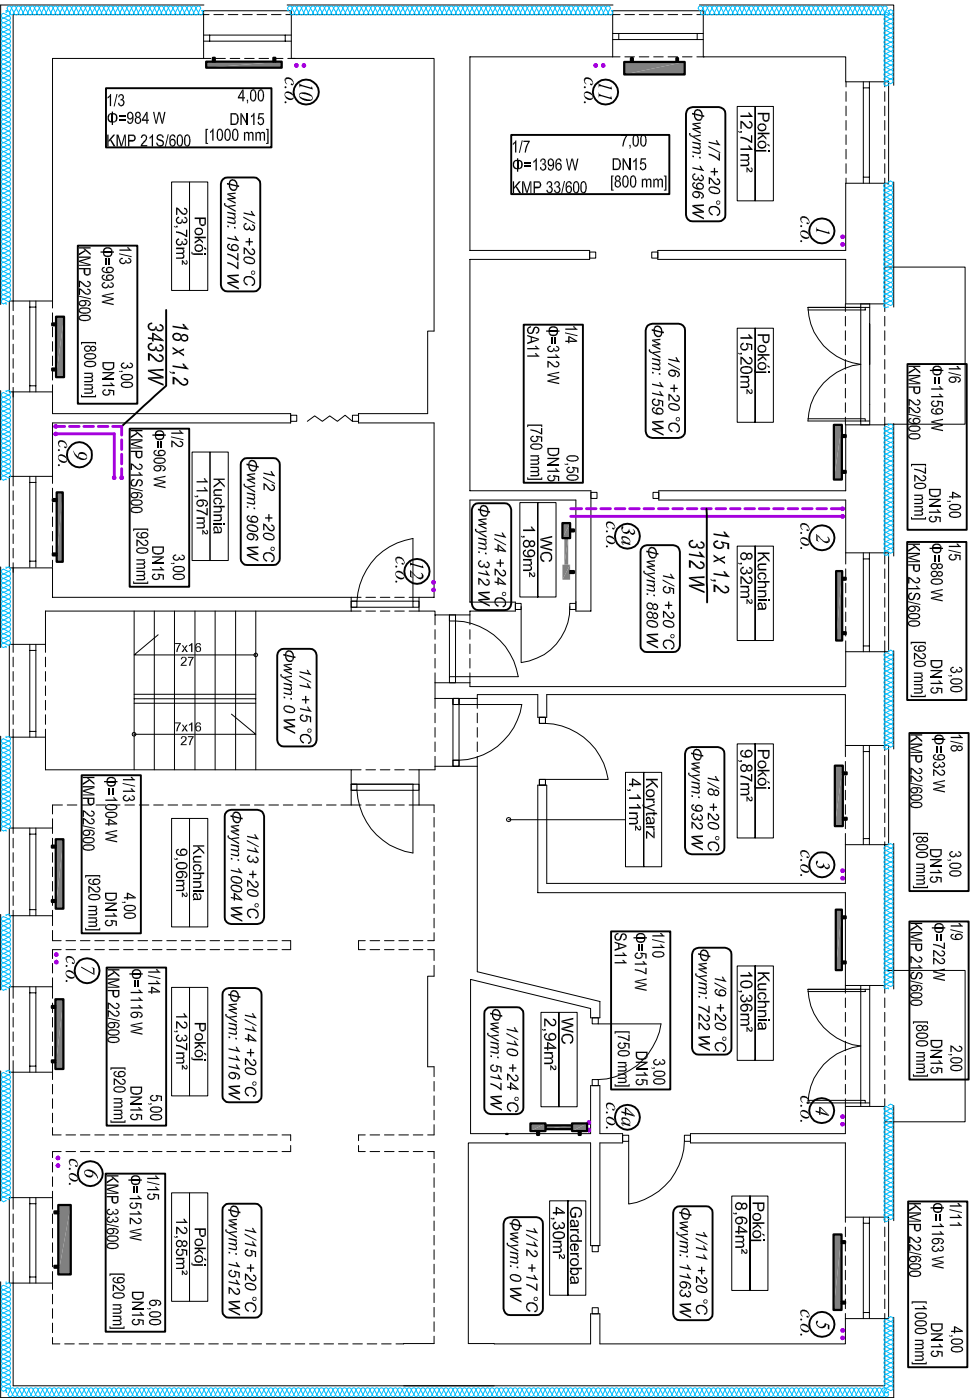 1/3 4,00
Φ=984 W DN15
KMP 21S/600 [1000 mm]
10
c.o.
11
c.o.
1/7 7,00
Φ=1396 W DN15
KMP 33/600 [800 mm]
1/7 +20 °C
Φwym: 1396 W
Pokój
12,71m²
1
c.o.
1/3 +20 °C
Φwym: 1977 W
Pokój
23,73m²
1/3 3,00
Φ=993 W DN15
KMP 22/600 [800 mm]
18 x 1,2
3432 W
1/4 0,50
Φ=312 W DN15
SA11 [750 mm]
1/6 +20 °C
Φwym: 1159 W
Pokój
15,20m²
1/6 4,00
Φ=1159 W DN15
KMP 22/900 [720 mm]
9
c.o.
1/2 3,00
Φ=906 W DN15
KMP 21S/600 [920 mm]
Kuchnia
11,67m²
1/2 +20 °C
Φwym: 906 W
12
c.o.
1/4 +24 °C
Φwym: 312 W
WC
1,89m²
3a
c.o.
1/5 +20 °C
Φwym: 880 W
15 x 1,2
312 W
Kuchnia
8,32m²
2
c.o.
1/5 3,00
Φ=880 W DN15
KMP 21S/600 [920 mm]
7x16
27
7x16
27
1/1 +15 °C
Φwym: 0 W
Korytarz
4,11m²
1/8 +20 °C
Φwym: 932 W
Pokój
9,87m²
3
c.o.
1/8 3,00
Φ=932 W DN15
KMP 22/600 [800 mm]
1/13 4,00
Φ=1004 W DN15
KMP 22/600 [920 mm]
Kuchnia
9,06m²
1/13 +20 °C
Φwym: 1004 W
1/10 3,00
Φ=517 W DN15
SA11 [750 mm]
1/9 +20 °C
Φwym: 722 W
Kuchnia
10,36m²
4
c.o.
1/9 2,00
Φ=722 W DN15
KMP 21S/600 [800 mm]
7
c.o.
1/14 5,00
Φ=1116 W DN15
KMP 22/600 [920 mm]
Pokój
12,37m²
1/14 +20 °C
Φwym: 1116 W
1/10 +24 °C
Φwym: 517 W
WC
2,94m²
4a
c.o.
6
c.o.
1/15 6,00
Φ=1512 W DN15
KMP 33/600 [920 mm]
Pokój
12,85m²
1/15 +20 °C
Φwym: 1512 W
1/12 +17 °C
Φwym: 0 W
Garderoba
4,30m²
1/11 +20 °C
Φwym: 1163 W
Pokój
8,64m²
5
c.o.
1/11 4,00
Φ=1163 W DN15
KMP 22/600 [1000 mm]